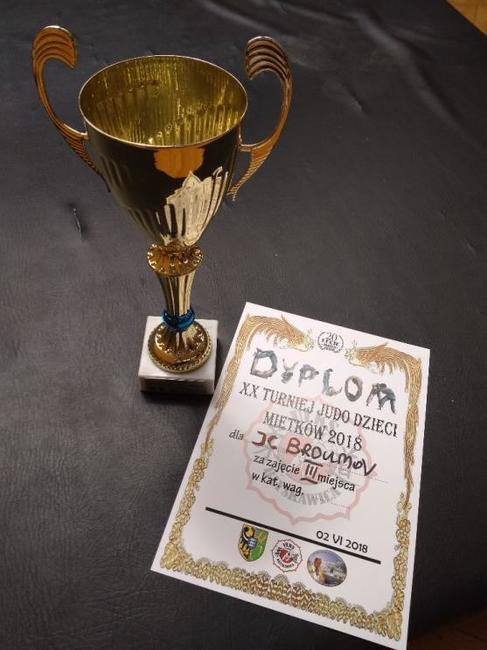 20
DYPLOM
XX TURNIEJ JUDO DZIECI
MIETKÓW 2018
dla JC BROUMOV
za zajęcie III miejsca
w kat. wag.
02 VI 2018